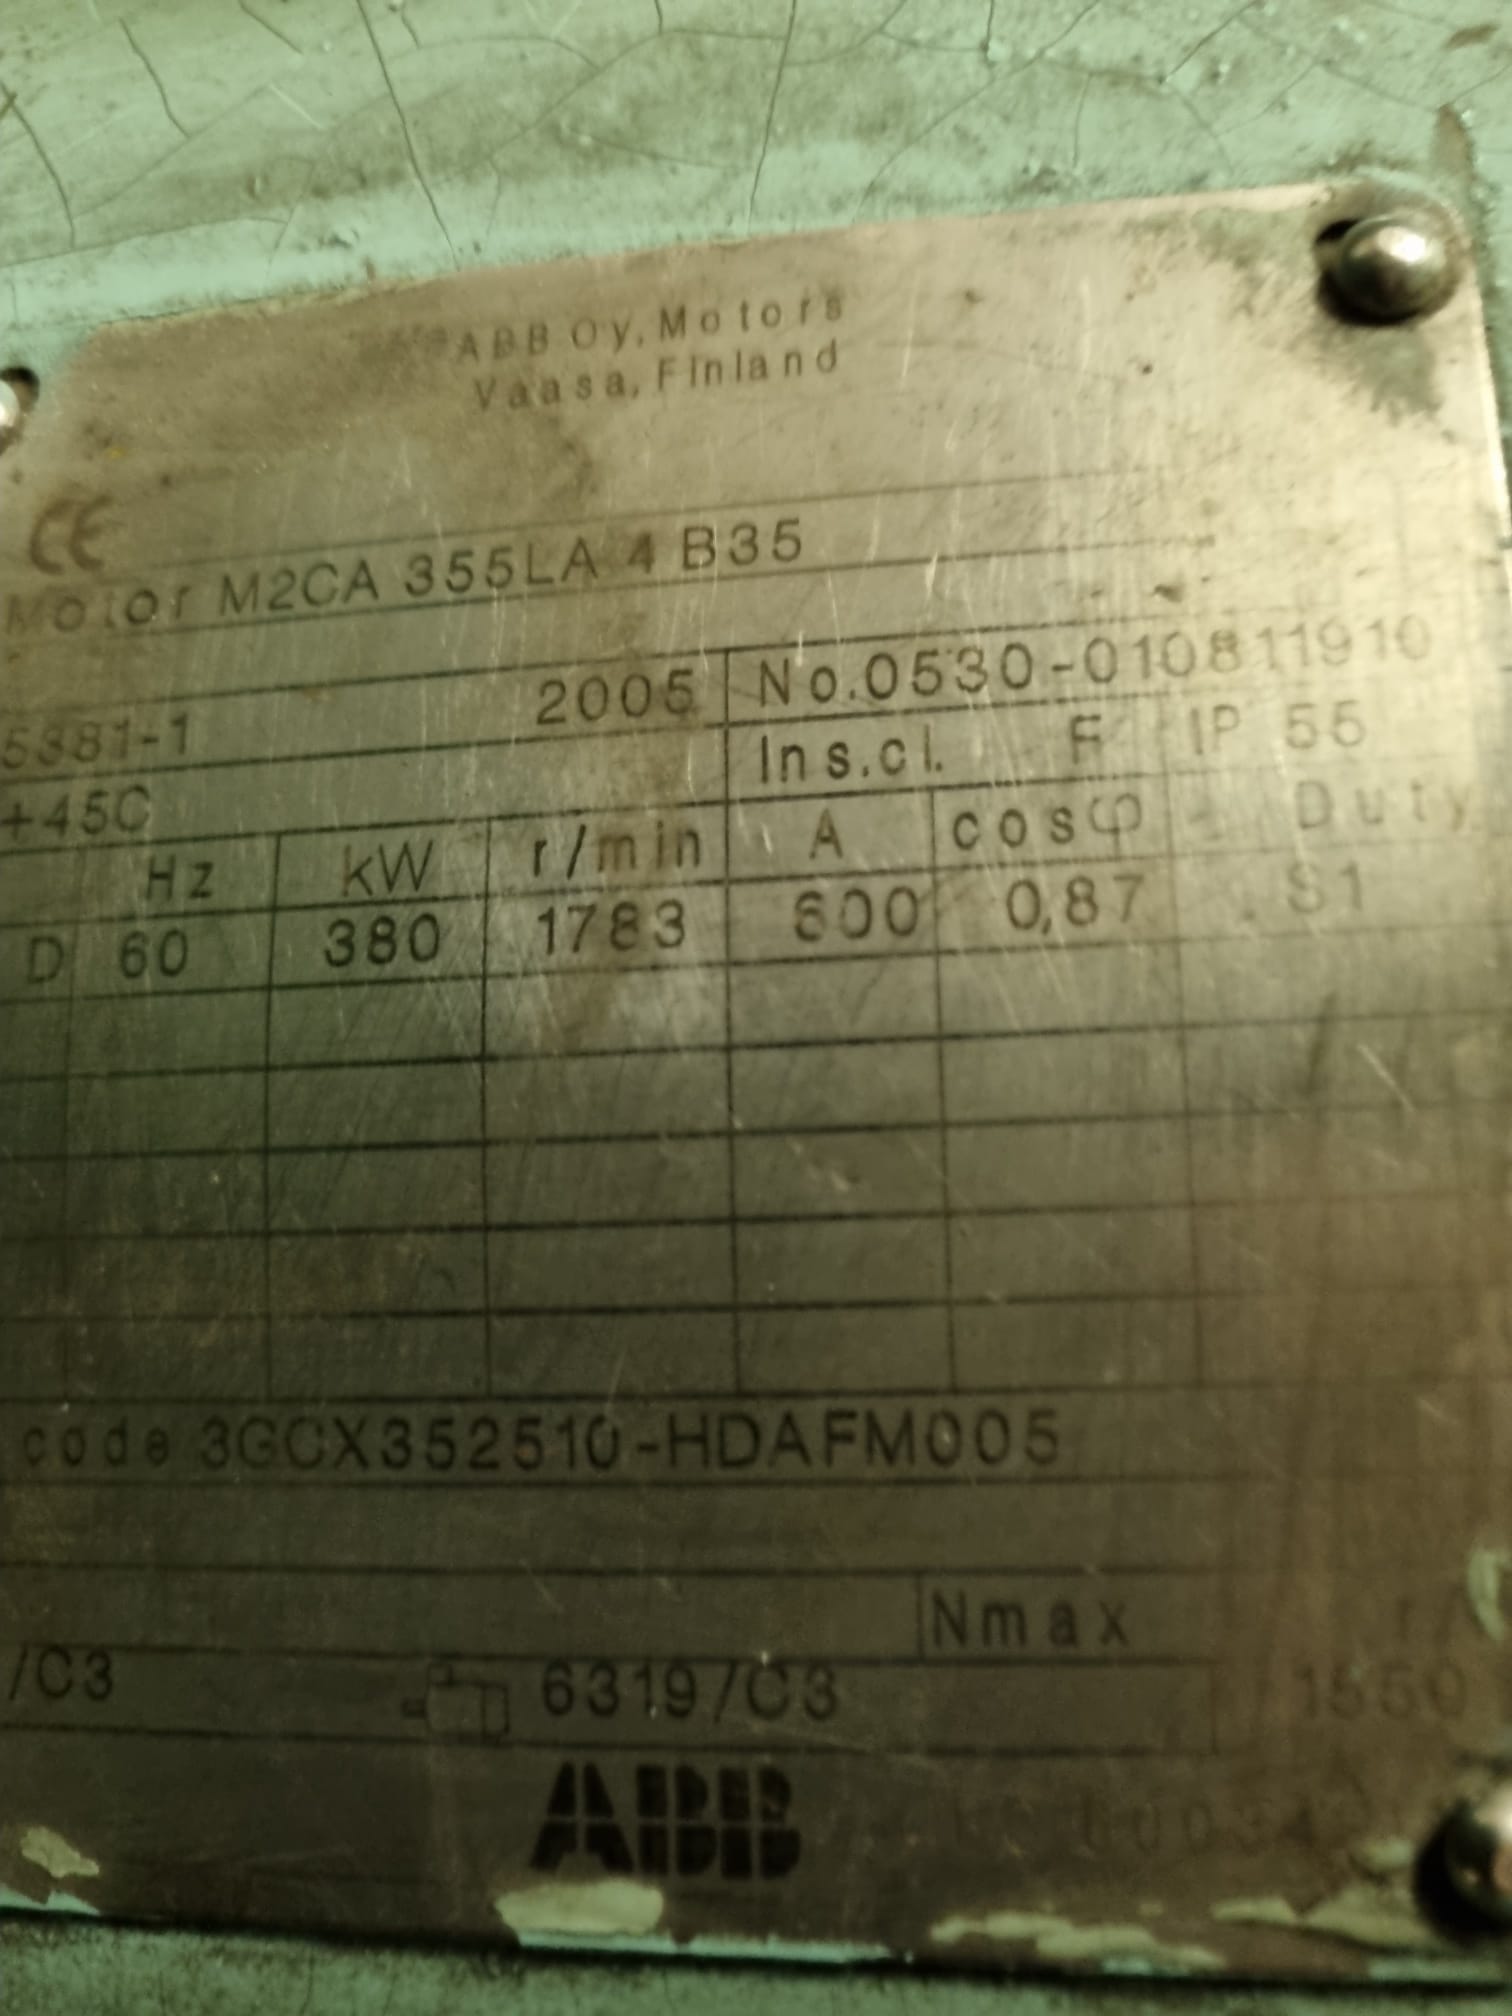 ABB Oy, Motors
Vaasa, Finland
CE
Motor M2CA 355LA 4 B35
5381-1 2005 No.0530-010811910
+45C Ins.cl. F IP 55
Hz kW r/min A cosφ Duty
D 60 380 1783 600 0,87 S1
code 3GCX352510-HDAFM005
Nmax r/
/C3 6319/C3 1550
ABB